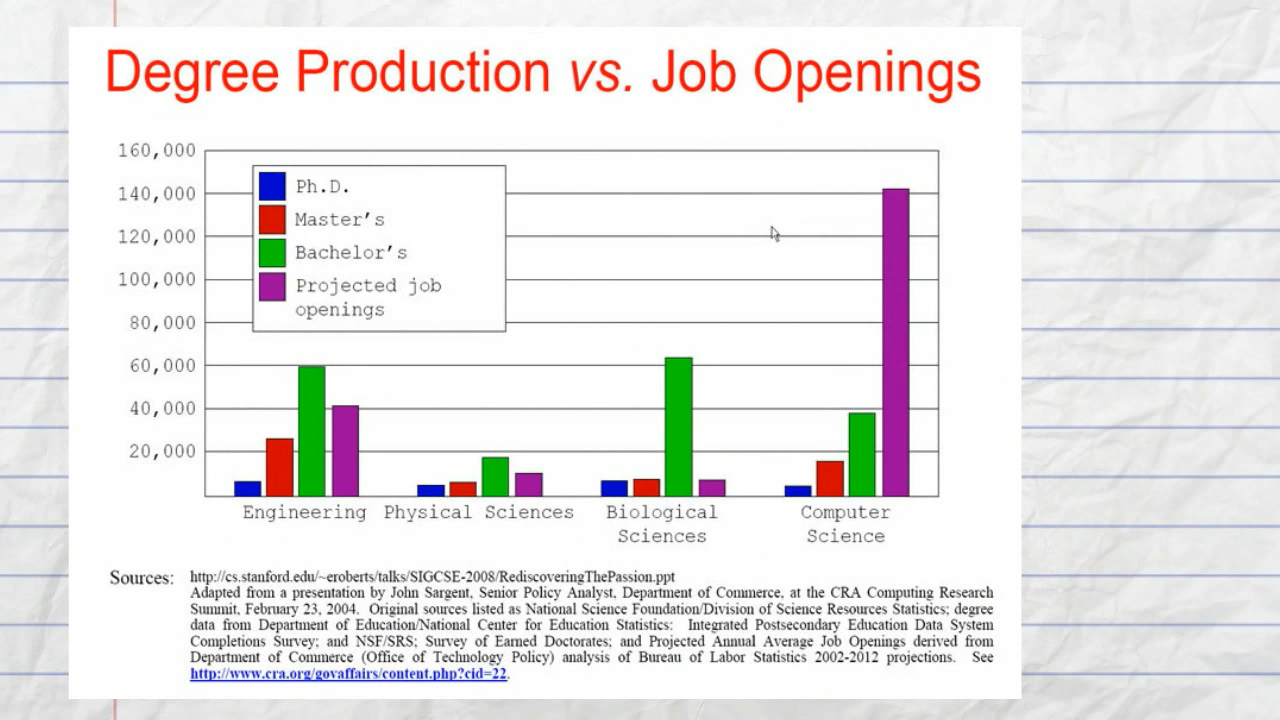 Degree Production vs. Job Openings
160,000
140,000
120,000
100,000
80,000
60,000
40,000
20,000
Ph.D.
Master's
Bachelor's
Projected job
openings
Engineering Physical Sciences Biological Computer
Sciences Science
Sources: http://cs.stanford.edu/~eroberts/talks/SIGCSE-2008/RediscoveringThePassion.ppt
Adapted from a presentation by John Sargent, Senior Policy Analyst, Department of Commerce, at the CRA Computing Research
Summit, February 23, 2004. Original sources listed as National Science Foundation/Division of Science Resources Statistics; degree
data from Department of Education/National Center for Education Statistics: Integrated Postsecondary Education Data System
Completions Survey; and NSF/SRS; Survey of Earned Doctorates; and Projected Annual Average Job Openings derived from
Department of Commerce (Office of Technology Policy) analysis of Bureau of Labor Statistics 2002-2012 projections. See
http://www.cra.org/govaffairs/content.php?cid=22.